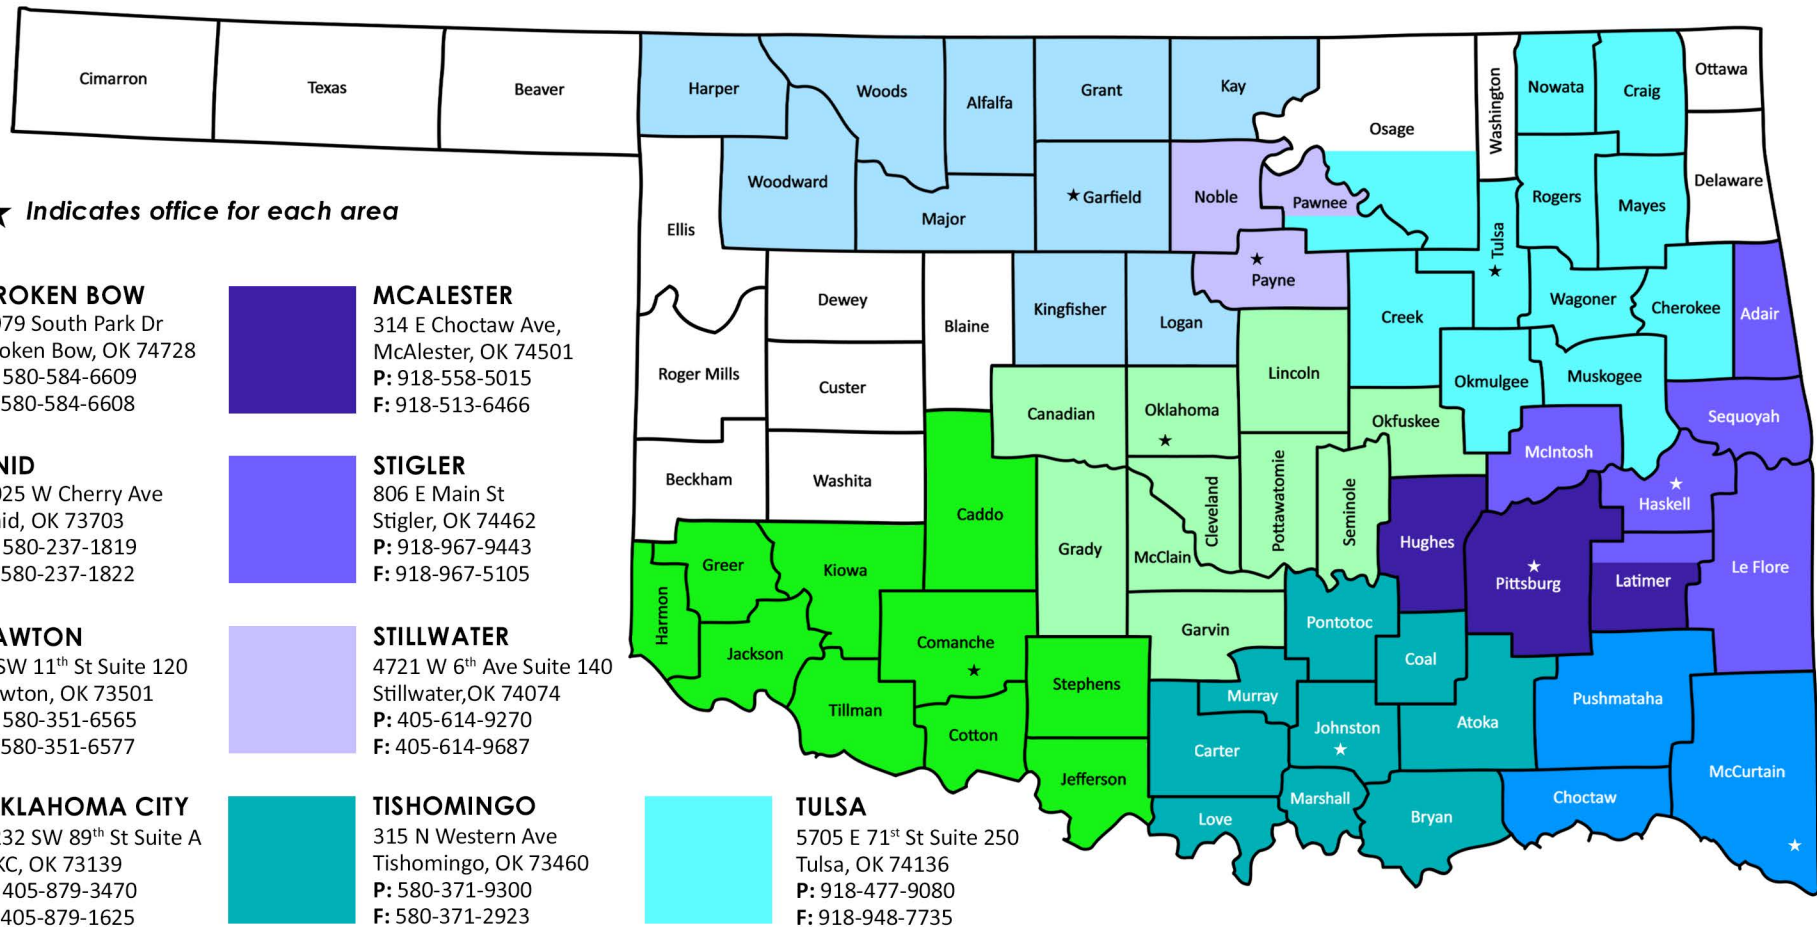 Cimarron
Texas
Beaver
Harper
Woods
Alfalfa
Grant
Kay
Osage
Washington
Nowata
Craig
Ottawa
Woodward
Major
Garfield
Noble
Pawnee
Tulsa
Rogers
Mayes
Delaware
Ellis
Indicates office for each area
Dewey
Blaine
Kingfisher
Logan
Payne
Creek
Wagoner
Cherokee
Adair
Roger Mills
Custer
Canadian
Oklahoma
Lincoln
Okfuskee
Okmulgee
Muskogee
Sequoyah
Beckham
Washita
Caddo
Grady
McClain
Cleveland
Pottawatomie
Seminole
Hughes
McIntosh
Haskell
Pittsburg
Latimer
Le Flore
Harmon
Greer
Kiowa
Jackson
Comanche
Tillman
Cotton
Stephens
Jefferson
Garvin
Pontotoc
Coal
Murray
Carter
Johnston
Atoka
Pushmataha
McCurtain
Love
Marshall
Bryan
Choctaw
ROKEN BOW
979 South Park Dr
oken Bow, OK 74728
580-584-6609
580-584-6608
MCALESTER
314 E Choctaw Ave,
McAlester, OK 74501
P: 918-558-5015
F: 918-513-6466
NID
025 W Cherry Ave
nid, OK 73703
580-237-1819
580-237-1822
STIGLER
806 E Main St
Stigler, OK 74462
P: 918-967-9443
F: 918-967-5105
AWTON
SW 11th St Suite 120
wton, OK 73501
580-351-6565
580-351-6577
STILLWATER
4721 W 6th Ave Suite 140
Stillwater,OK 74074
P: 405-614-9270
F: 405-614-9687
KLAHOMA CITY
232 SW 89th St Suite A
KC, OK 73139
405-879-3470
405-879-1625
TISHOMINGO
315 N Western Ave
Tishomingo, OK 73460
P: 580-371-9300
F: 580-371-2923
TULSA
5705 E 71st St Suite 250
Tulsa, OK 74136
P: 918-477-9080
F: 918-948-7735